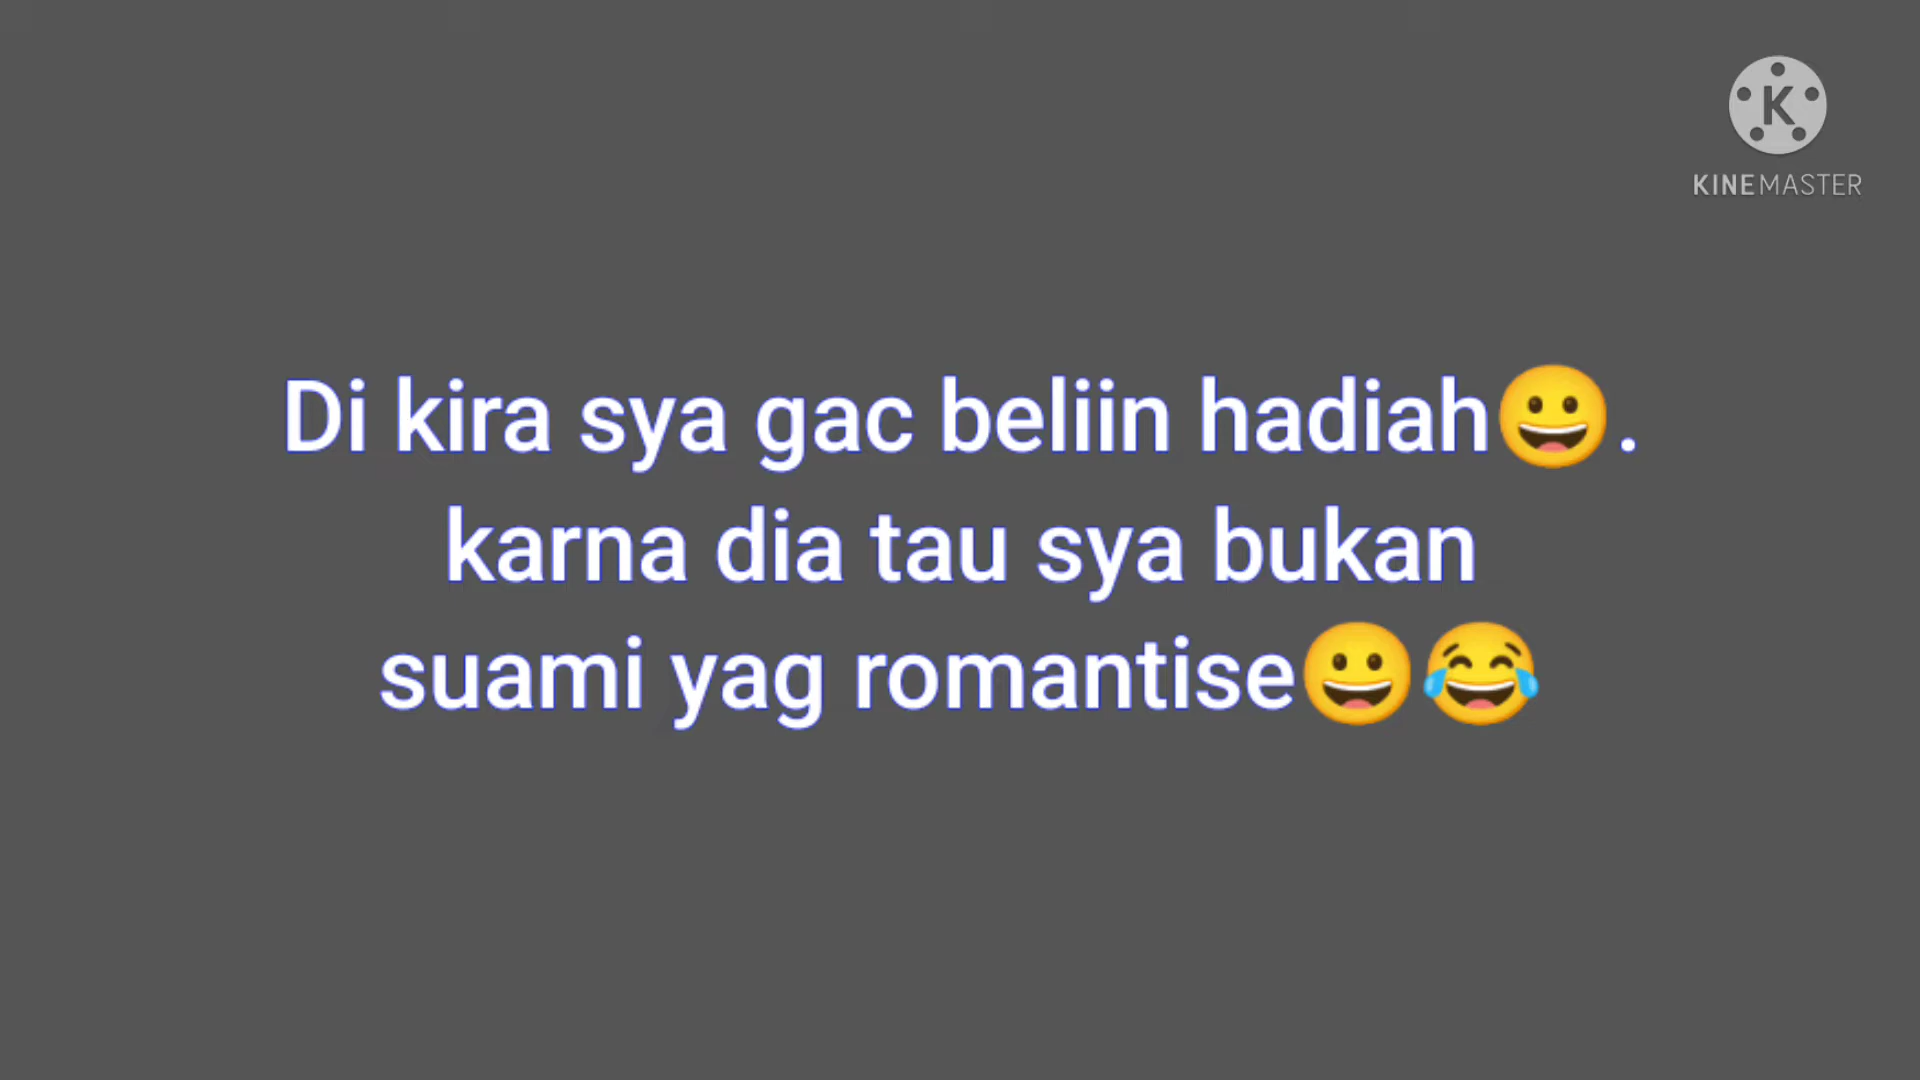 KINEMASTER
Di kira sya gac beliin hadiah😀.
karna dia tau sya bukan
suami yag romantise😀😂